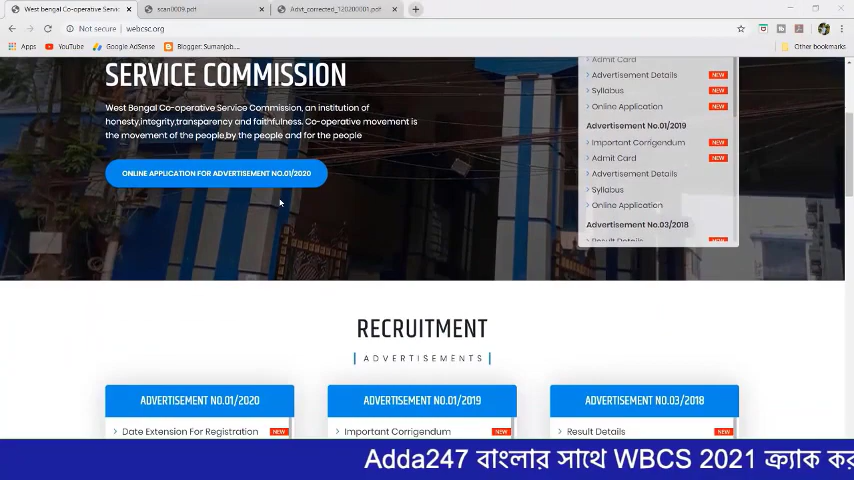 West bengal Co-operative Servic
scan0009.pdf
Advt_corrected_120200001.pdf
Not secure | webcsc.org
Apps
YouTube
Google AdSense
Blogger: Sumanjob....
Other bookmarks
SERVICE COMMISSION
West Bengal Co-operative Service Commission, an institution of
honesty,integrity,transparency and faithfulness. Co-operative movement is
the movement of the people,by the people and for the people
ONLINE APPLICATION FOR ADVERTISEMENT NO.01/2020
Admit Card
Advertisement Details NEW
Syllabus NEW
Online Application NEW
Advertisement No.01/2019
Important Corrigendum NEW
Admit Card NEW
Advertisement Details
Syllabus
Online Application
Advertisement No.03/2018
Result Details
RECRUITMENT
ADVERTISEMENTS
ADVERTISEMENT NO.01/2020
ADVERTISEMENT NO.01/2019
ADVERTISEMENT NO.03/2018
Date Extension For Registration NEW
Important Corrigendum NEW
Result Details NEW
Adda247 বাংলার সাথে WBCS 2021 ক্র্যাক কর